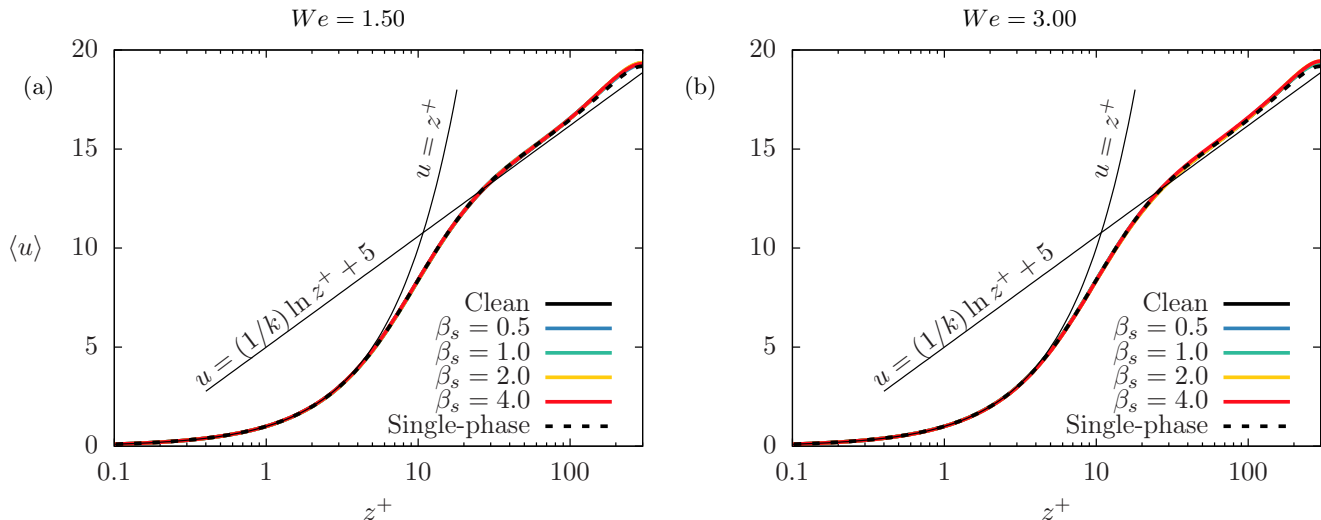 We = 1.50
(a)
⟨u⟩
20
15
10
5
0
u = z⁺
u = (1/k) ln z⁺ + 5
Clean
βₛ = 0.5
βₛ = 1.0
βₛ = 2.0
βₛ = 4.0
Single-phase
0.1 1 10 100
z⁺
We = 3.00
(b)
20
15
10
5
0
u = z⁺
u = (1/k) ln z⁺ + 5
Clean
βₛ = 0.5
βₛ = 1.0
βₛ = 2.0
βₛ = 4.0
Single-phase
0.1 1 10 100
z⁺